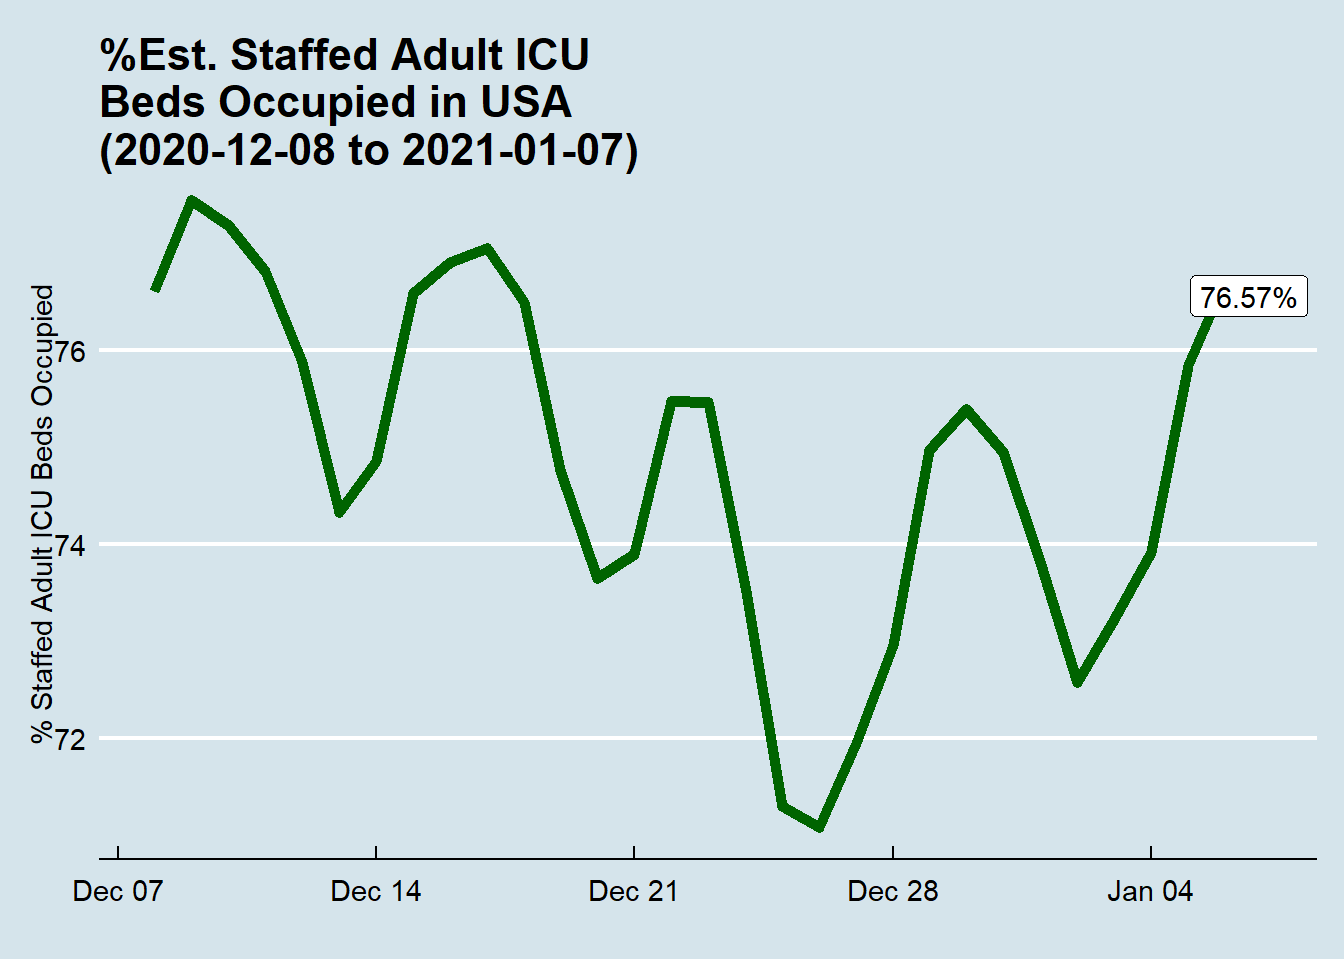 %Est. Staffed Adult ICU
Beds Occupied in USA
(2020-12-08 to 2021-01-07)
% Staffed Adult ICU Beds Occupied
76
74
72
76.57%
Dec 07
Dec 14
Dec 21
Dec 28
Jan 04